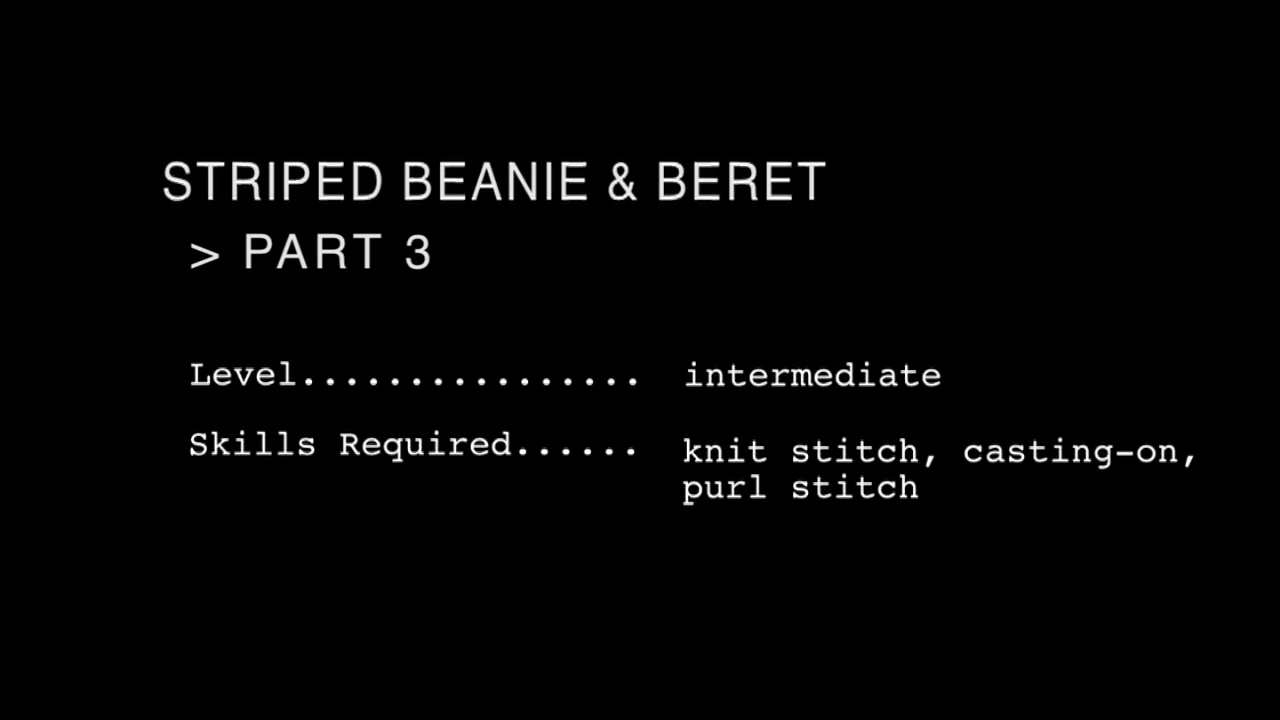 STRIPED BEANIE & BERET
> PART 3
Level................ intermediate
Skills Required...... knit stitch, casting-on,
purl stitch